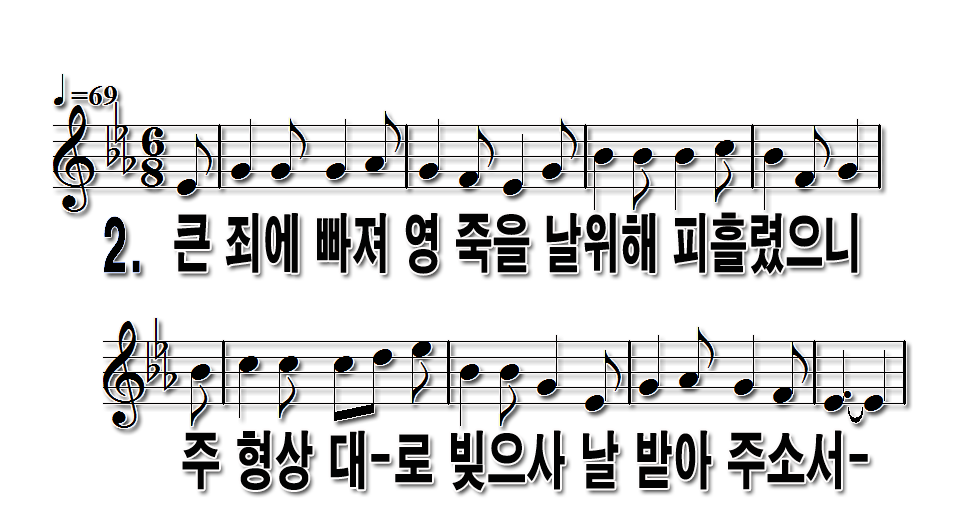 ♩=69
6
8
2. 큰 죄에 빠져 영 죽을 날위해 피흘렸으니
주 형상 대-로 빚으사 날 받아 주소서-